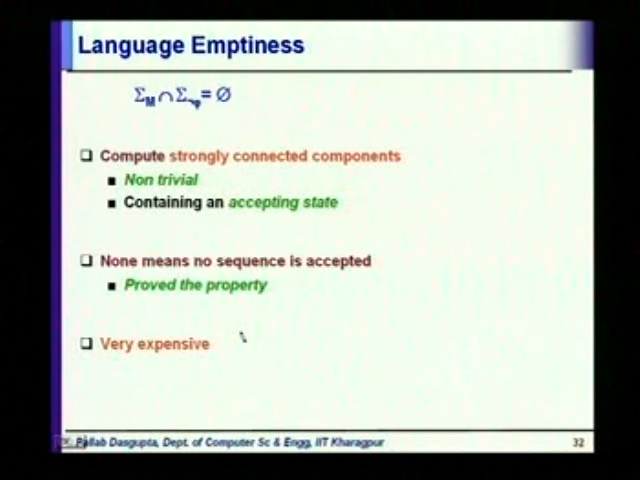 Language Emptiness
ΣM ∩ Σ¬φ = Ø
Compute strongly connected components
Non trivial
Containing an accepting state
None means no sequence is accepted
Proved the property
Very expensive
Pallab Dasgupta, Dept. of Computer Sc & Engg, IIT Kharagpur 32